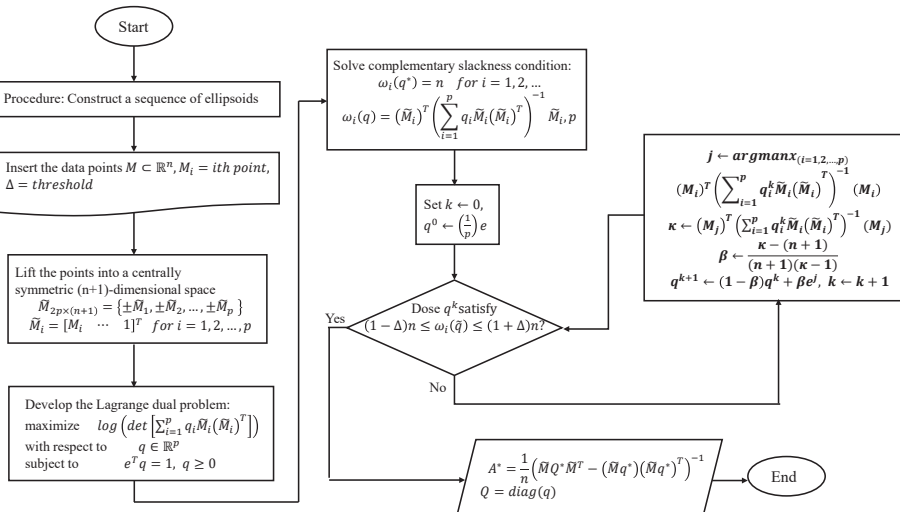 Start
Procedure: Construct a sequence of ellipsoids
Insert the data points M ⊂ ℝⁿ, Mᵢ = ith point,
Δ = threshold
Lift the points into a centrally
symmetric (n+1)-dimensional space
M̃₂ₚₓ₍ₙ₊₁₎ = {±M̃₁, ±M̃₂, …, ±M̃ₚ}
M̃ᵢ = [Mᵢ ⋯ 1]ᵀ for i = 1,2, …, p
Develop the Lagrange dual problem:
maximize log (det [∑ᵢ₌₁ᵖ qᵢM̃ᵢ(M̃ᵢ)ᵀ])
with respect to q ∈ ℝᵖ
subject to eᵀq = 1, q ≥ 0
Solve complementary slackness condition:
ωᵢ(q*) = n for i = 1,2, …
ωᵢ(q) = (M̃ᵢ)ᵀ (∑ᵢ₌₁ᵖ qᵢM̃ᵢ(M̃ᵢ)ᵀ)⁻¹ M̃ᵢ, p
Set k ← 0,
q⁰ ← (1/p) e
Dose qᵏ satisfy
(1 − Δ)n ≤ ωᵢ(q̃) ≤ (1 + Δ)n?
Yes
No
j ← argmanx₍ᵢ₌₁,₂,…,ₚ₎
(Mᵢ)ᵀ (∑ᵢ₌₁ᵖ qᵢᵏM̃ᵢ(M̃ᵢ)ᵀ)⁻¹ (Mᵢ)
κ ← (Mⱼ)ᵀ (∑ᵢ₌₁ᵖ qᵢᵏM̃ᵢ(M̃ᵢ)ᵀ)⁻¹ (Mⱼ)
β ← (κ − (n + 1))/((n + 1)(κ − 1))
qᵏ⁺¹ ← (1 − β)qᵏ + βeʲ, k ← k + 1
A* = 1/n (M̃Q*M̃ᵀ − (M̃q*)(M̃q*)ᵀ)⁻¹
Q = diag(q)
End